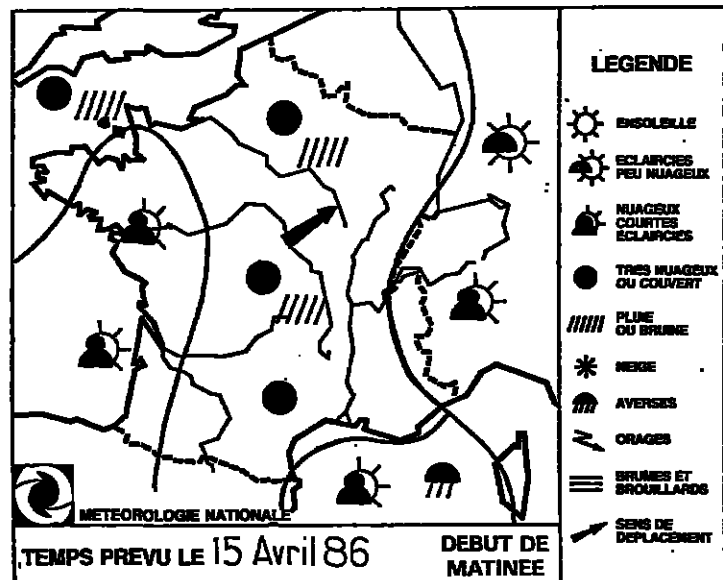 LEGENDE
ENSOLEILLE
ECLAIRCIES
PEU NUAGEUX
NUAGEUX
COURTES
ECLAIRCIES
TRES NUAGEUX
OU COUVERT
PLUIE
OU BRUINE
NEIGE
AVERSES
ORAGES
BRUMES ET
BROUILLARDS
SENS DE
DEPLACEMENT
METEOROLOGIE NATIONALE
TEMPS PREVU LE 15 Avril 86
DEBUT DE
MATINEE